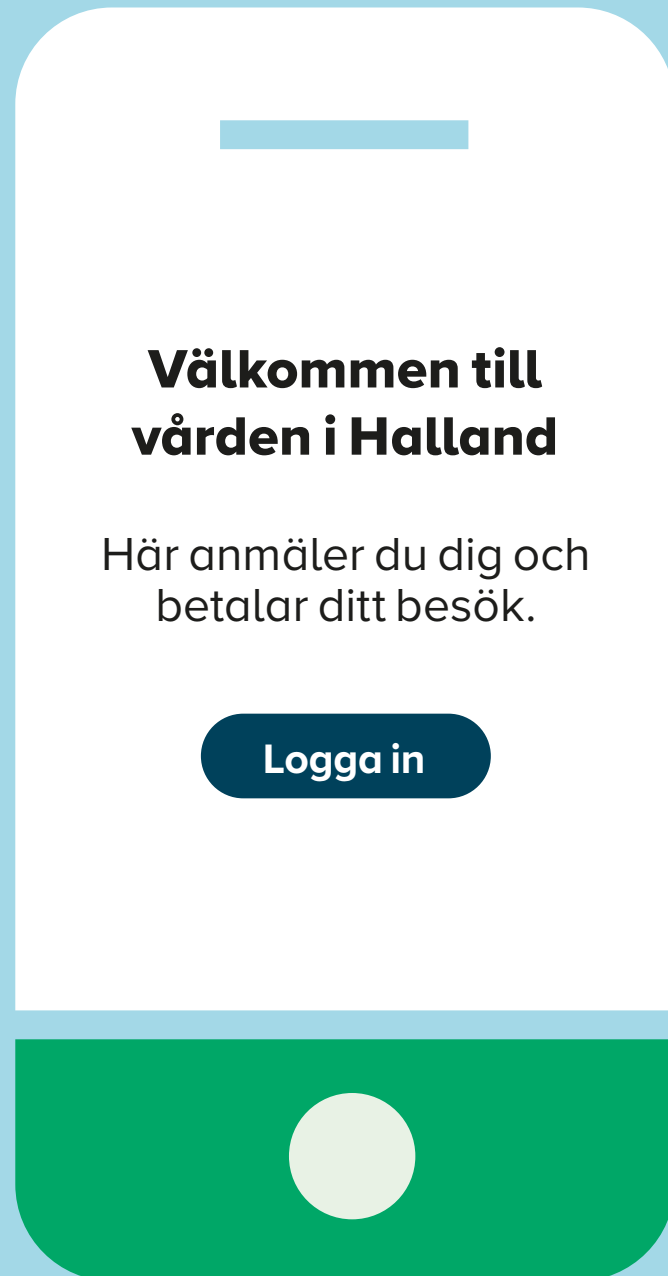 Välkommen till
vården i Halland
Här anmäler du dig och
betalar ditt besök.
Logga in